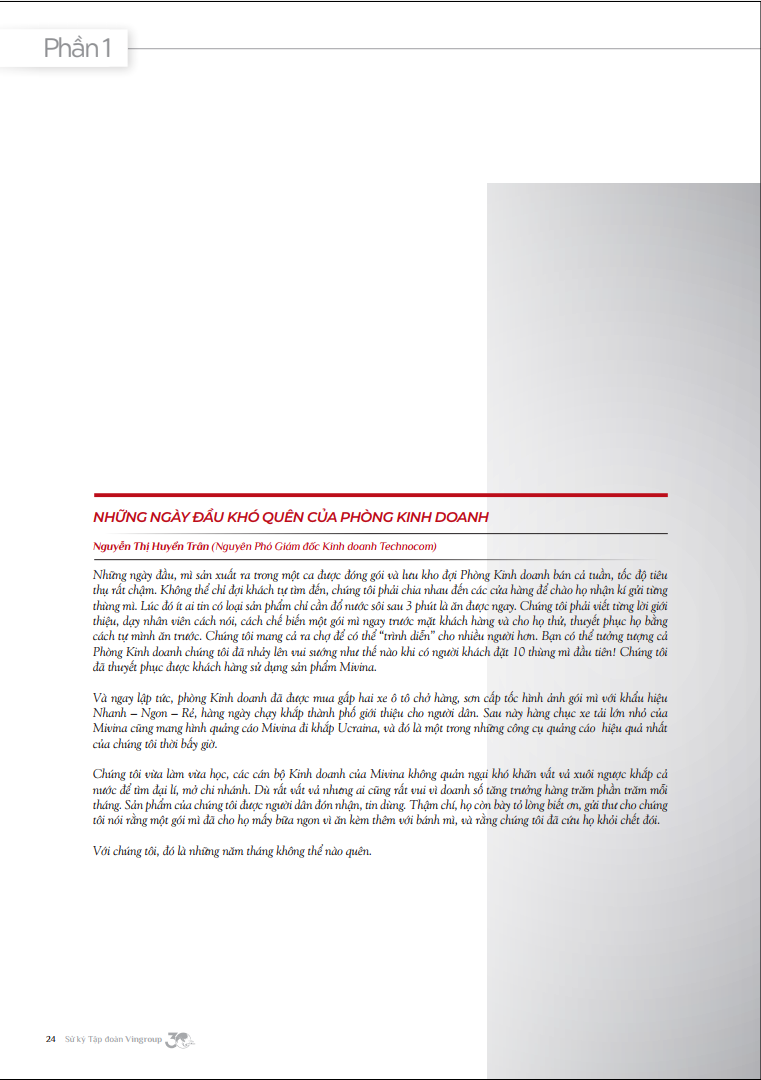 Phần 1
NHỮNG NGÀY ĐẦU KHÓ QUÊN CỦA PHÒNG KINH DOANH
Nguyễn Thị Huyền Trân (Nguyên Phó Giám đốc Kinh doanh Technocom)
Những ngày đầu, mì sản xuất ra trong một ca được đóng gói và lưu kho đợi Phòng Kinh doanh bán cả tuần, tốc độ tiêu
thụ rất chậm. Không thể chỉ đợi khách tự tìm đến, chúng tôi phải chia nhau đến các cửa hàng để chào họ nhận kí gửi từng
thùng mì. Lúc đó ít ai tin có loại sản phẩm chỉ cần đổ nước sôi sau 3 phút là ăn được ngay. Chúng tôi phải viết từng lời giới
thiệu, dạy nhân viên cách nói, cách chế biến một gói mì ngay trước mặt khách hàng và cho họ thử, thuyết phục họ bằng
cách tự mình ăn trước. Chúng tôi mang cả ra chợ để có thể “trình diễn” cho nhiều người hơn. Bạn có thể tưởng tượng cả
Phòng Kinh doanh chúng tôi đã nhảy lên vui sướng như thế nào khi có người khách đặt 10 thùng mì đầu tiên! Chúng tôi
đã thuyết phục được khách hàng sử dụng sản phẩm Mivina.
Và ngay lập tức, phòng Kinh doanh đã được mua gấp hai xe ô tô chở hàng, sơn cấp tốc hình ảnh gói mì với khẩu hiệu
Nhanh – Ngon – Rẻ, hàng ngày chạy khắp thành phố giới thiệu cho người dân. Sau này hàng chục xe tải lớn nhỏ của
Mivina cũng mang hình quảng cáo Mivina đi khắp Ucraina, và đó là một trong những công cụ quảng cáo hiệu quả nhất
của chúng tôi thời bấy giờ.
Chúng tôi vừa làm vừa học, các cán bộ Kinh doanh của Mivina không quản ngại khó khăn vất vả xuôi ngược khắp cả
nước để tìm đại lí, mở chi nhánh. Dù rất vất vả nhưng ai cũng rất vui vì doanh số tăng trưởng hàng trăm phần trăm mỗi
tháng. Sản phẩm của chúng tôi được người dân đón nhận, tin dùng. Thậm chí, họ còn bày tỏ lòng biết ơn, gửi thư cho chúng
tôi nói rằng một gói mì đã cho họ mấy bữa ngon vì ăn kèm thêm với bánh mì, và rằng chúng tôi đã cứu họ khỏi chết đói.
Với chúng tôi, đó là những năm tháng không thể nào quên.
24 Sử ký Tập đoàn Vingroup 30